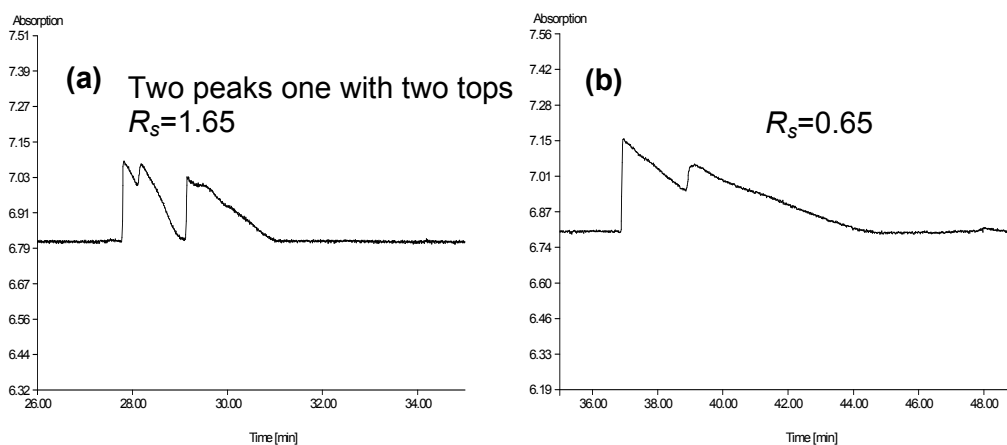 Absorption
7.51
7.39
7.27
7.15
7.03
6.91
6.79
6.67
6.56
6.44
6.32
(a) Two peaks one with two tops
Rs=1.65
26.00 28.00 30.00 32.00 34.00
Time [min]
Absorption
7.56
7.42
7.28
7.15
7.01
6.87
6.74
6.60
6.46
6.33
6.19
(b)
Rs=0.65
36.00 38.00 40.00 42.00 44.00 46.00 48.00
Time [min]